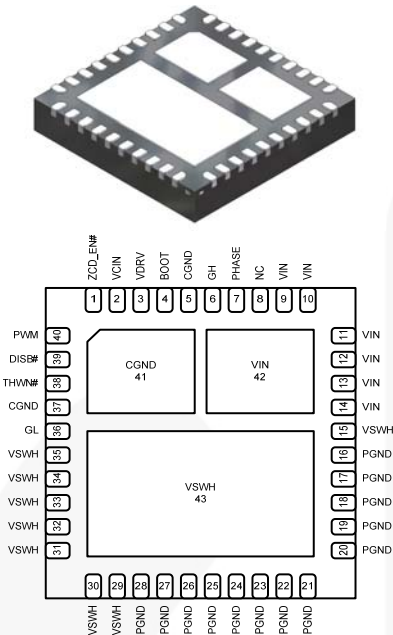 ZCD_EN#
VCIN
VDRV
BOOT
CGND
GH
PHASE
NC
VIN
VIN
1
2
3
4
5
6
7
8
9
10
PWM 40
DISB# 39
THWN# 38
CGND 37
GL 36
VSWH 35
VSWH 34
VSWH 33
VSWH 32
VSWH 31
CGND
41
VIN
42
VSWH
43
11 VIN
12 VIN
13 VIN
14 VIN
15 VSWH
16 PGND
17 PGND
18 PGND
19 PGND
20 PGND
30
29
28
27
26
25
24
23
22
21
VSWH
VSWH
PGND
PGND
PGND
PGND
PGND
PGND
PGND
PGND